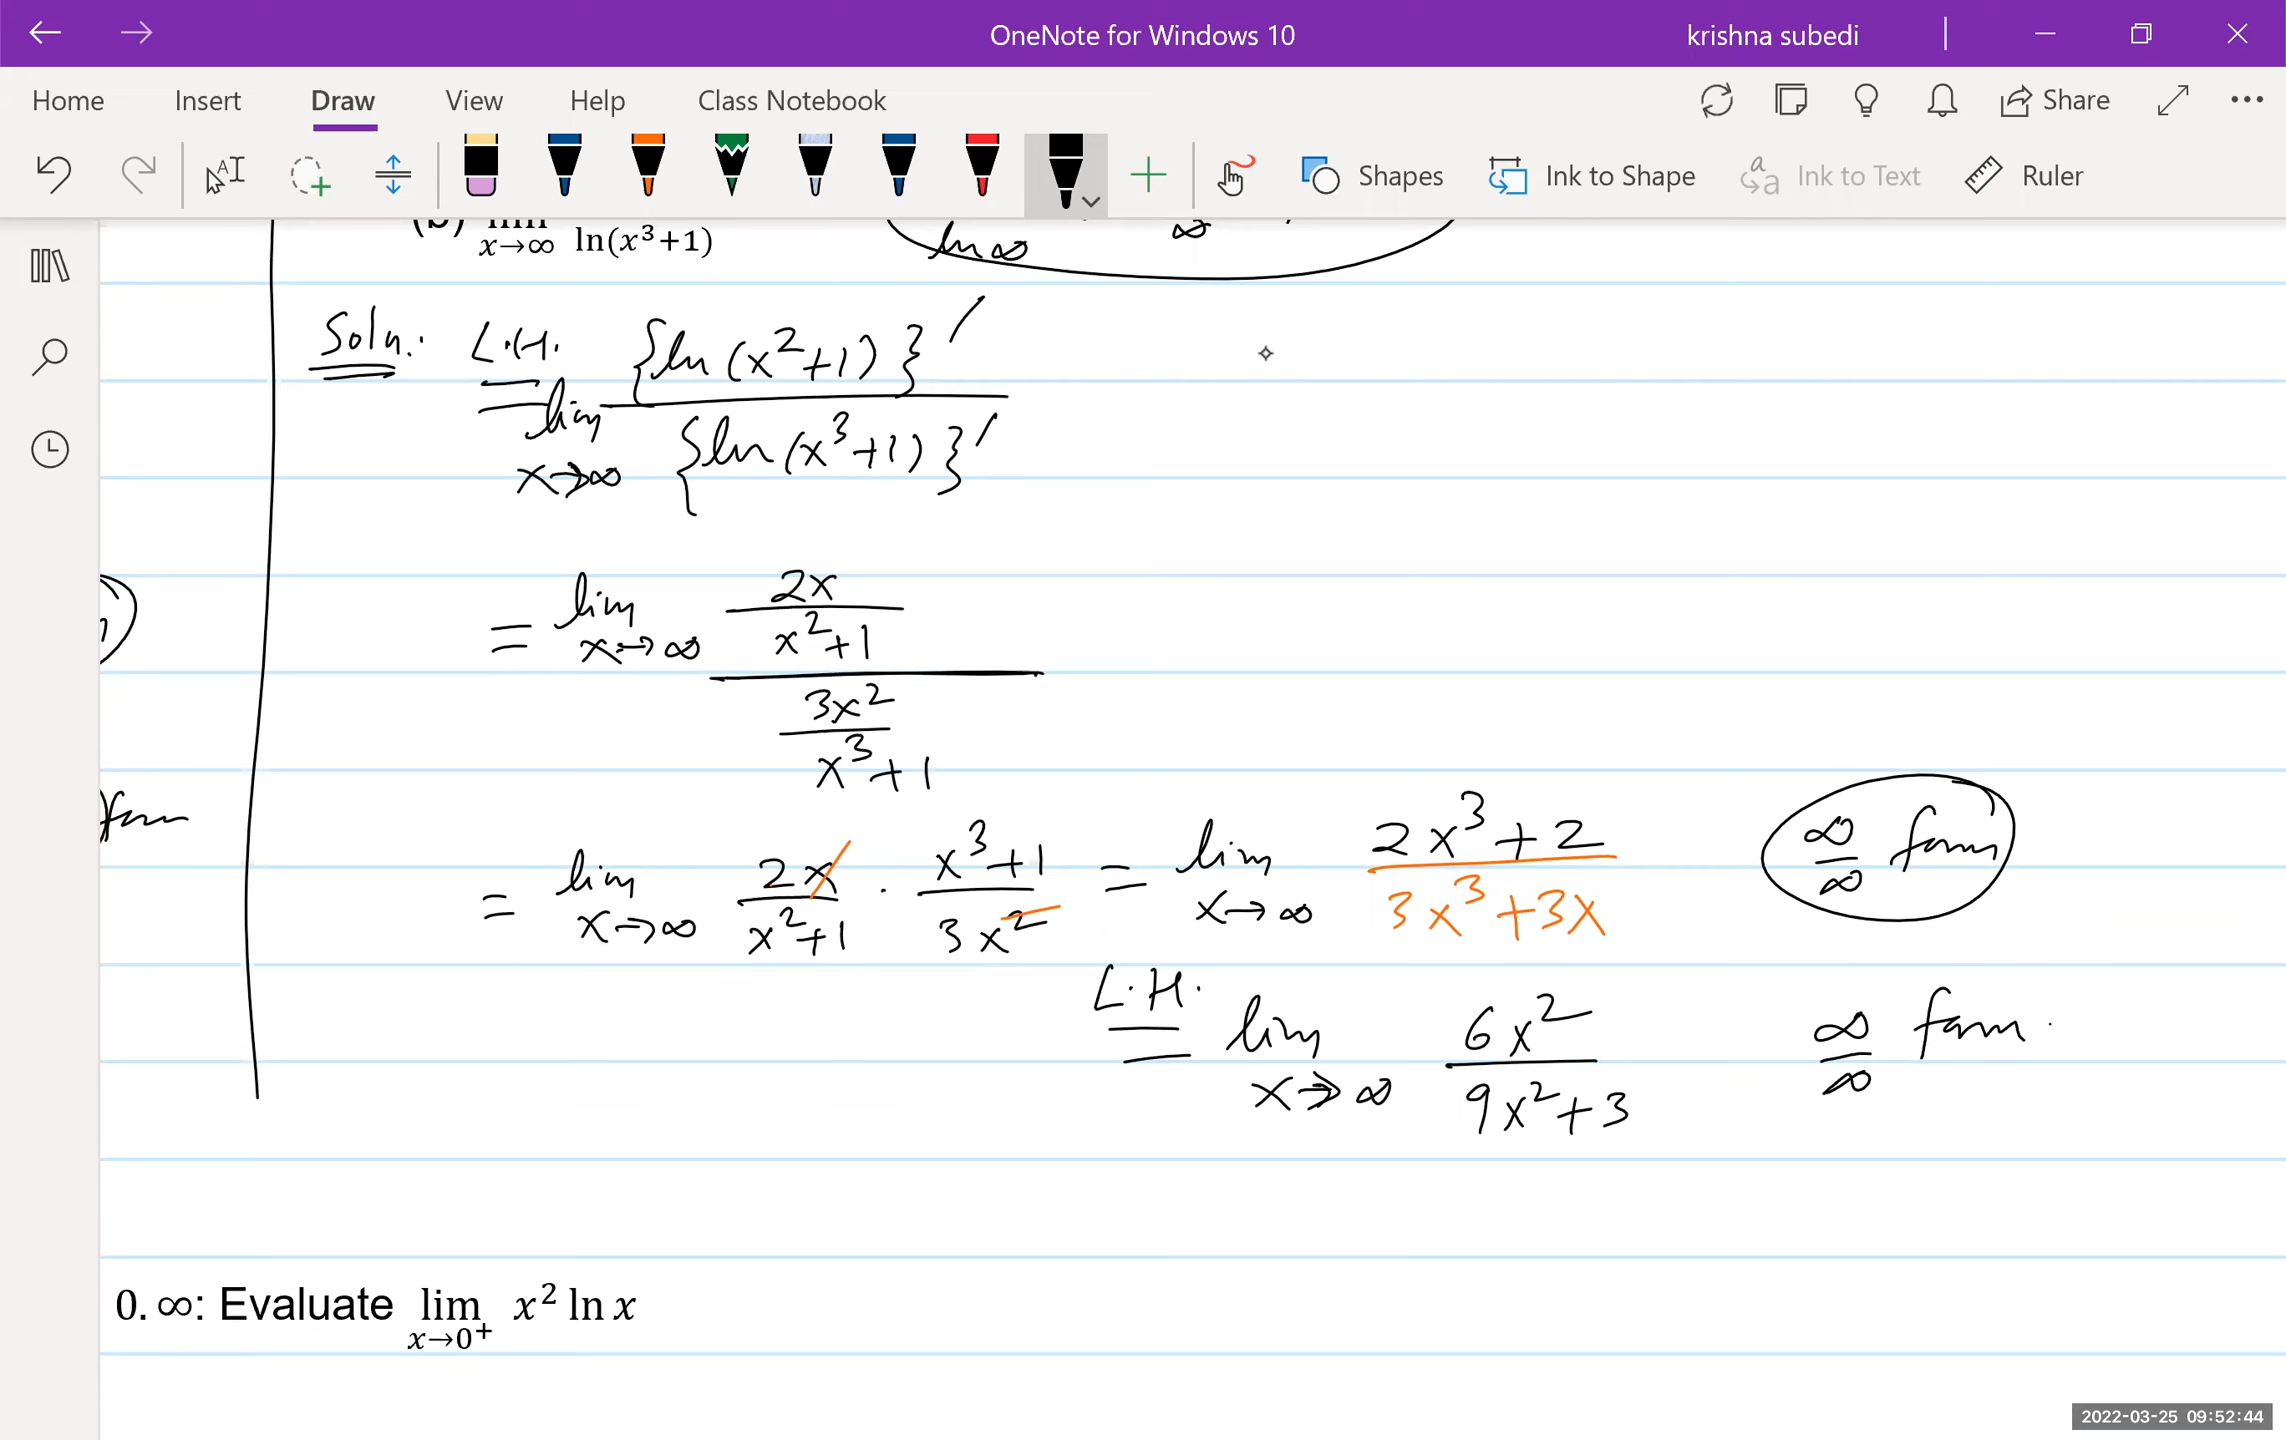 OneNote for Windows 10 krishna subedi
Home Insert Draw View Help Class Notebook Share
Shapes Ink to Shape Ink to Text Ruler
(b) lim x→∞ ln(x³+1) ln ∞ ∞
Soln: L.H. = lim x→∞ {ln (x²+1)}′ / {ln (x³+1)}′
= lim x→∞ (2x / (x²+1)) / (3x² / (x³+1))
form
= lim x→∞ 2x/(x²+1) · (x³+1)/(3x²) = lim x→∞ (2x³+2)/(3x³+3x) ∞/∞ form
L.H. = lim x→∞ 6x²/(9x²+3) ∞/∞ form.
0.∞: Evaluate lim x→0⁺ x² ln x
2022-03-25 09:52:44